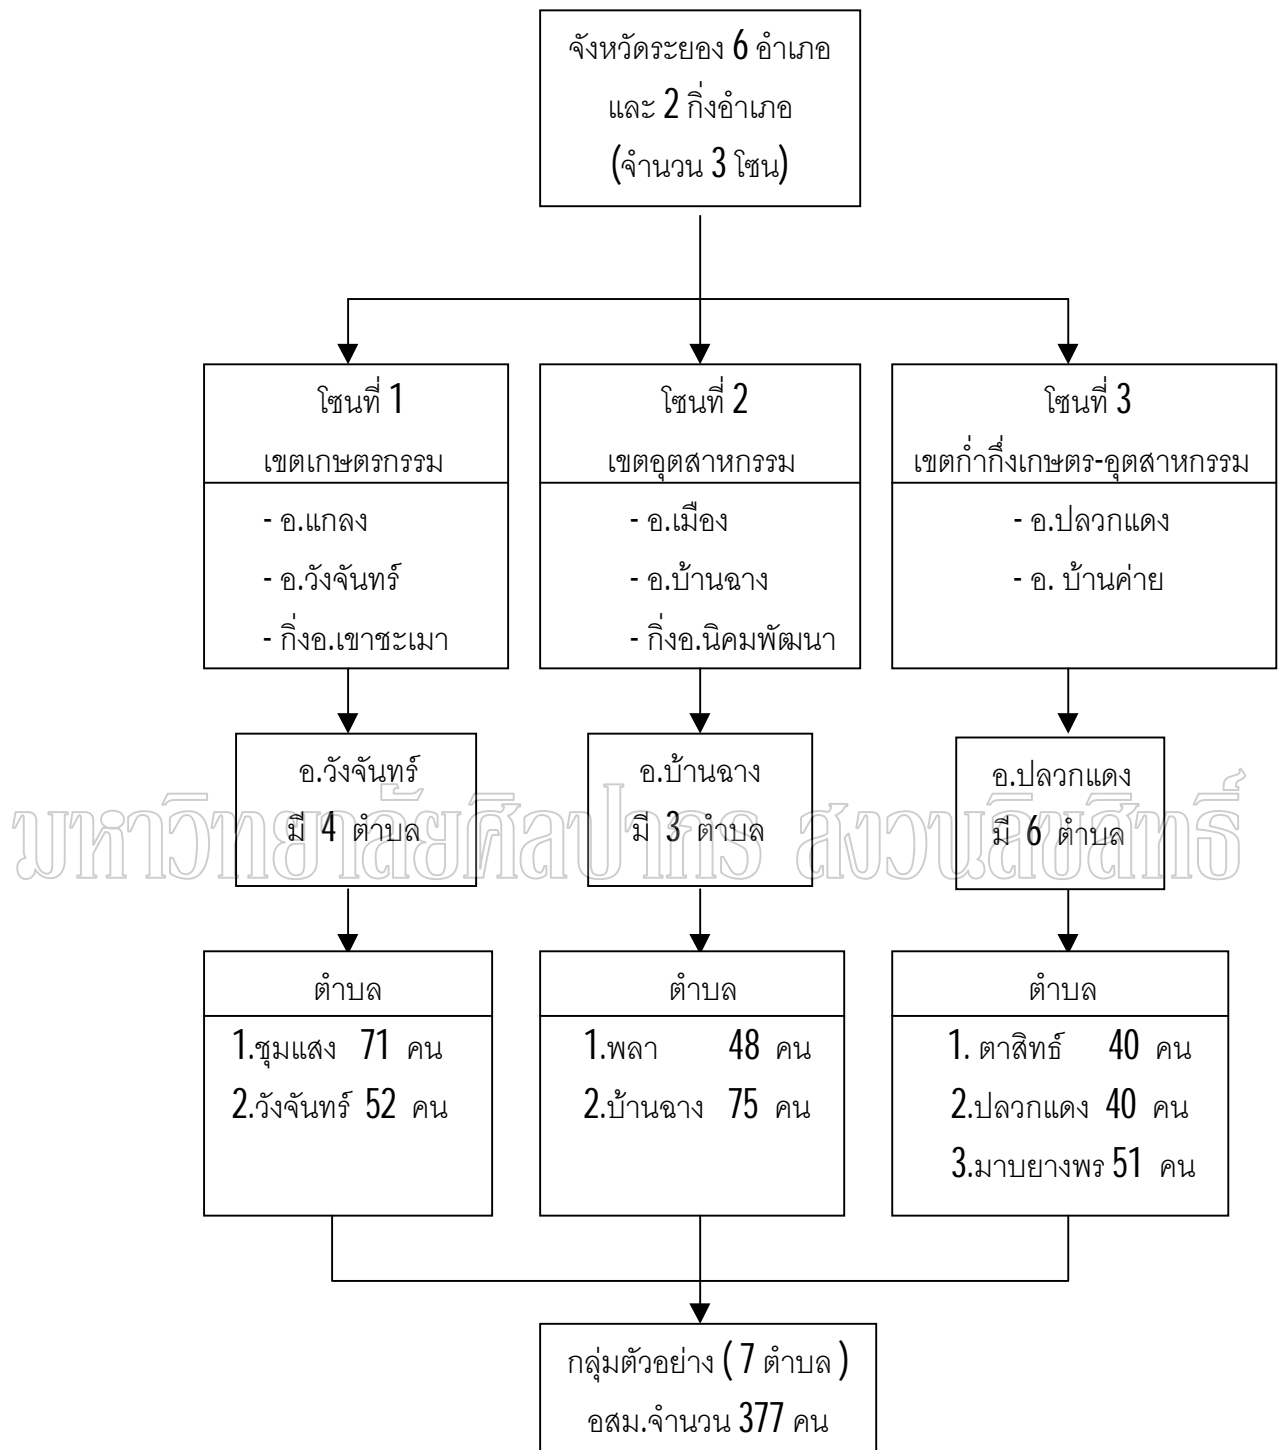 จังหวัดระยอง 6 อำเภอ
และ 2 กิ่งอำเภอ
(จำนวน 3 โซน)
โซนที่ 1
เขตเกษตรกรรม
- อ.แกลง
- อ.วังจันทร์
- กิ่งอ.เขาชะเมา
โซนที่ 2
เขตอุตสาหกรรม
- อ.เมือง
- อ.บ้านฉาง
- กิ่งอ.นิคมพัฒนา
โซนที่ 3
เขตก่ำกึ่งเกษตร-อุตสาหกรรม
- อ.ปลวกแดง
- อ. บ้านค่าย
อ.วังจันทร์
มี 4 ตำบล
อ.บ้านฉาง
มี 3 ตำบล
อ.ปลวกแดง
มี 6 ตำบล
มหาวิทยาลัยศิลปากร สงวนลิขสิทธิ์
ตำบล
1.ชุมแสง 71 คน
2.วังจันทร์ 52 คน
ตำบล
1.พลา 48 คน
2.บ้านฉาง 75 คน
ตำบล
1. ตาสิทธ์ 40 คน
2.ปลวกแดง 40 คน
3.มาบยางพร 51 คน
กลุ่มตัวอย่าง ( 7 ตำบล )
อสม.จำนวน 377 คน